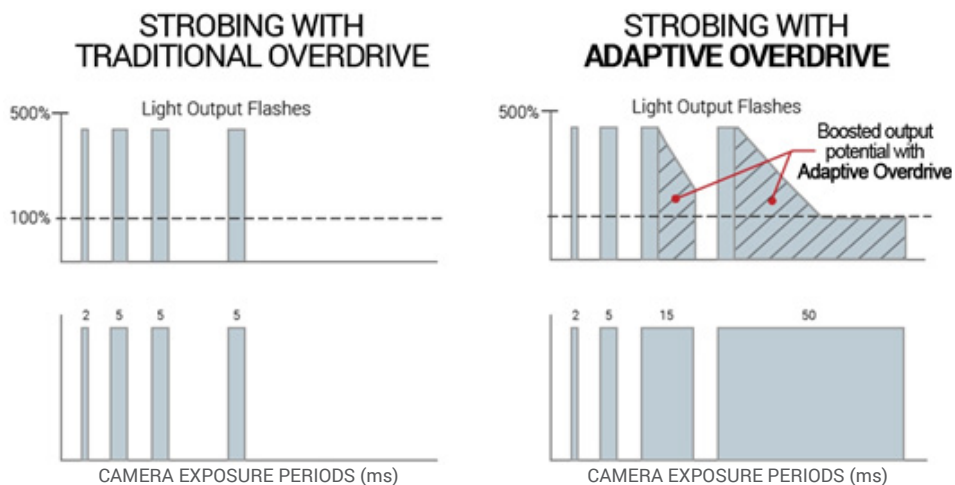 STROBING WITH
TRADITIONAL OVERDRIVE
500%
Light Output Flashes
100%
2 5 5 5
CAMERA EXPOSURE PERIODS (ms)
STROBING WITH
ADAPTIVE OVERDRIVE
500%
Light Output Flashes
Boosted output
potential with
Adaptive Overdrive
2 5 15 50
CAMERA EXPOSURE PERIODS (ms)